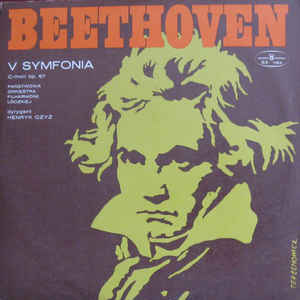 BEETHOVEN
V SYMFONIA
C-moll op. 67
PAŃSTWOWA
ORKIESTRA
FILHARMONII
ŁÓDZKIEJ
Dyrygent
HENRYK CZYŻ